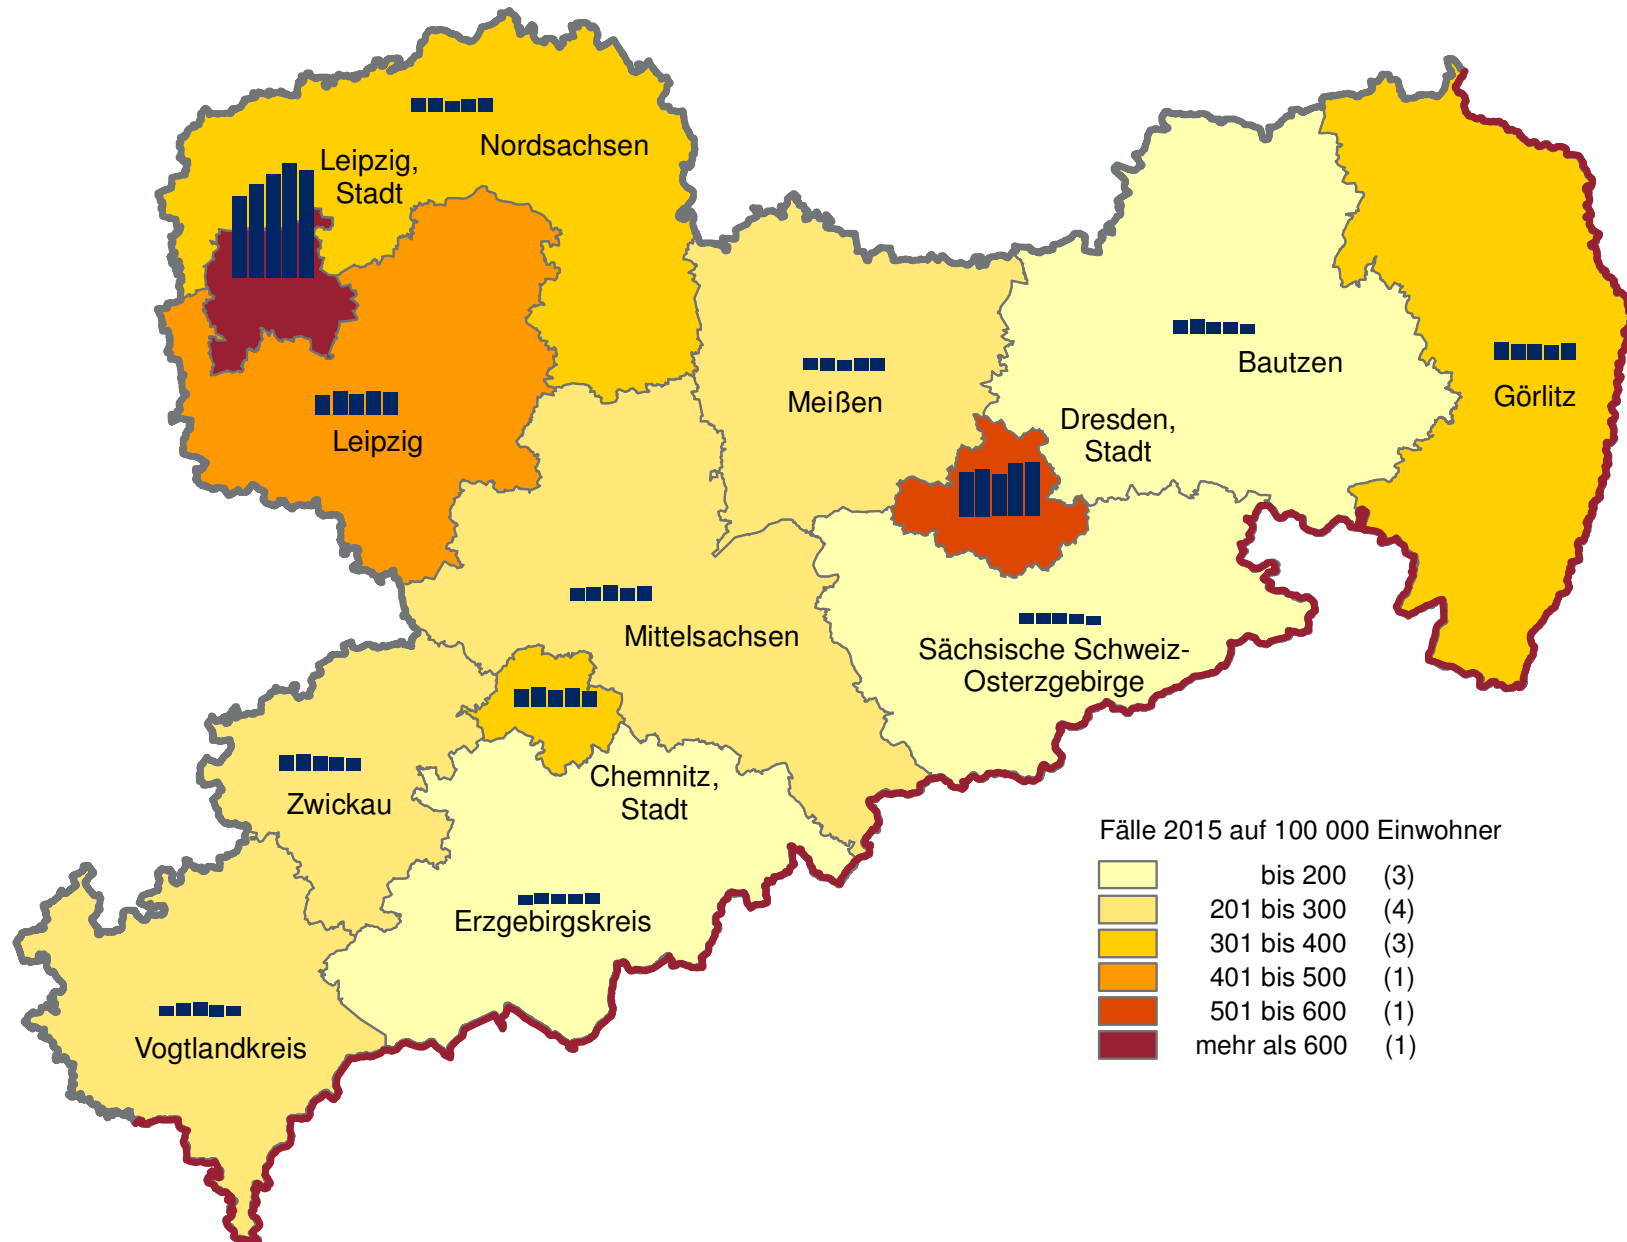 Nordsachsen
Leipzig,
Stadt
Leipzig
Meißen
Bautzen
Görlitz
Dresden,
Stadt
Mittelsachsen
Sächsische Schweiz-
Osterzgebirge
Chemnitz,
Stadt
Zwickau
Erzgebirgskreis
Vogtlandkreis
Fälle 2015 auf 100 000 Einwohner
bis 200 (3)
201 bis 300 (4)
301 bis 400 (3)
401 bis 500 (1)
501 bis 600 (1)
mehr als 600 (1)